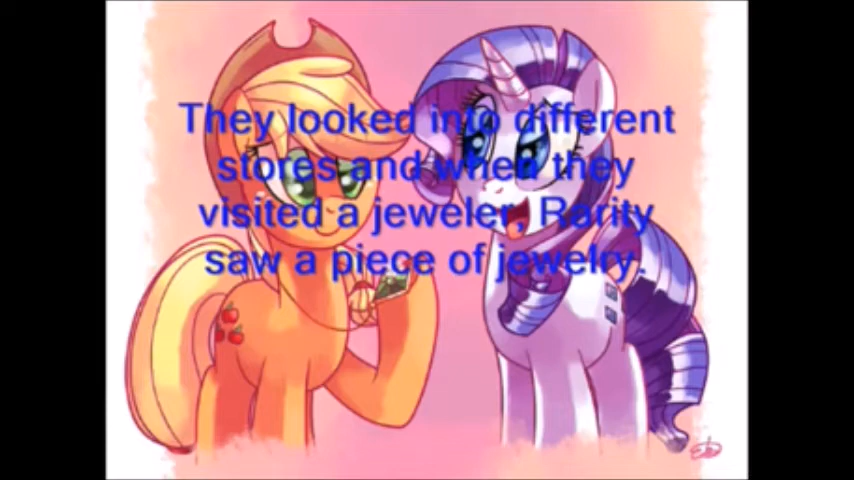 They looked into different
stores and when they
visited a jeweler, Rarity
saw a piece of jewelry.